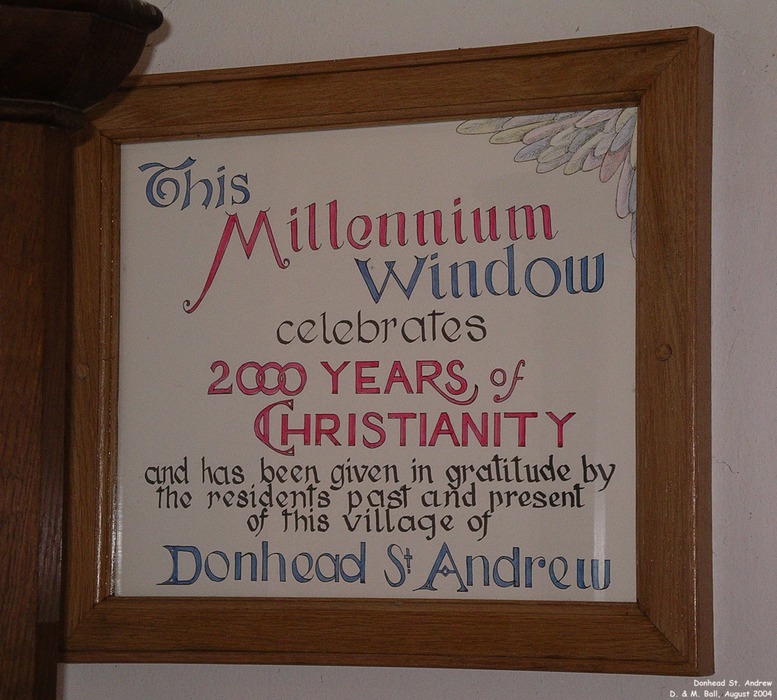 This
Millennium
Window
celebrates
2000 YEARS of
CHRISTIANITY
and has been given in gratitude by
the residents past and present
of this village of
Donhead St Andrew
Donhead St. Andrew
D. & M. Ball, August 2004